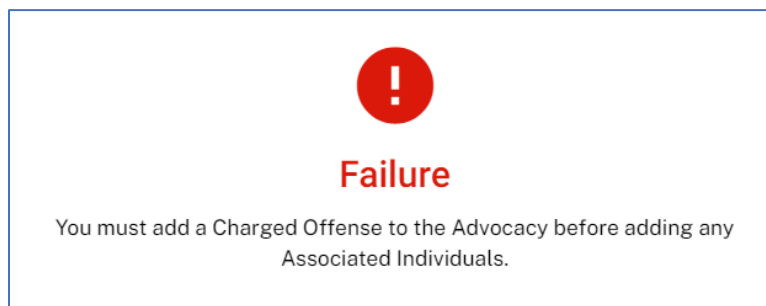 !
Failure
You must add a Charged Offense to the Advocacy before adding any
Associated Individuals.